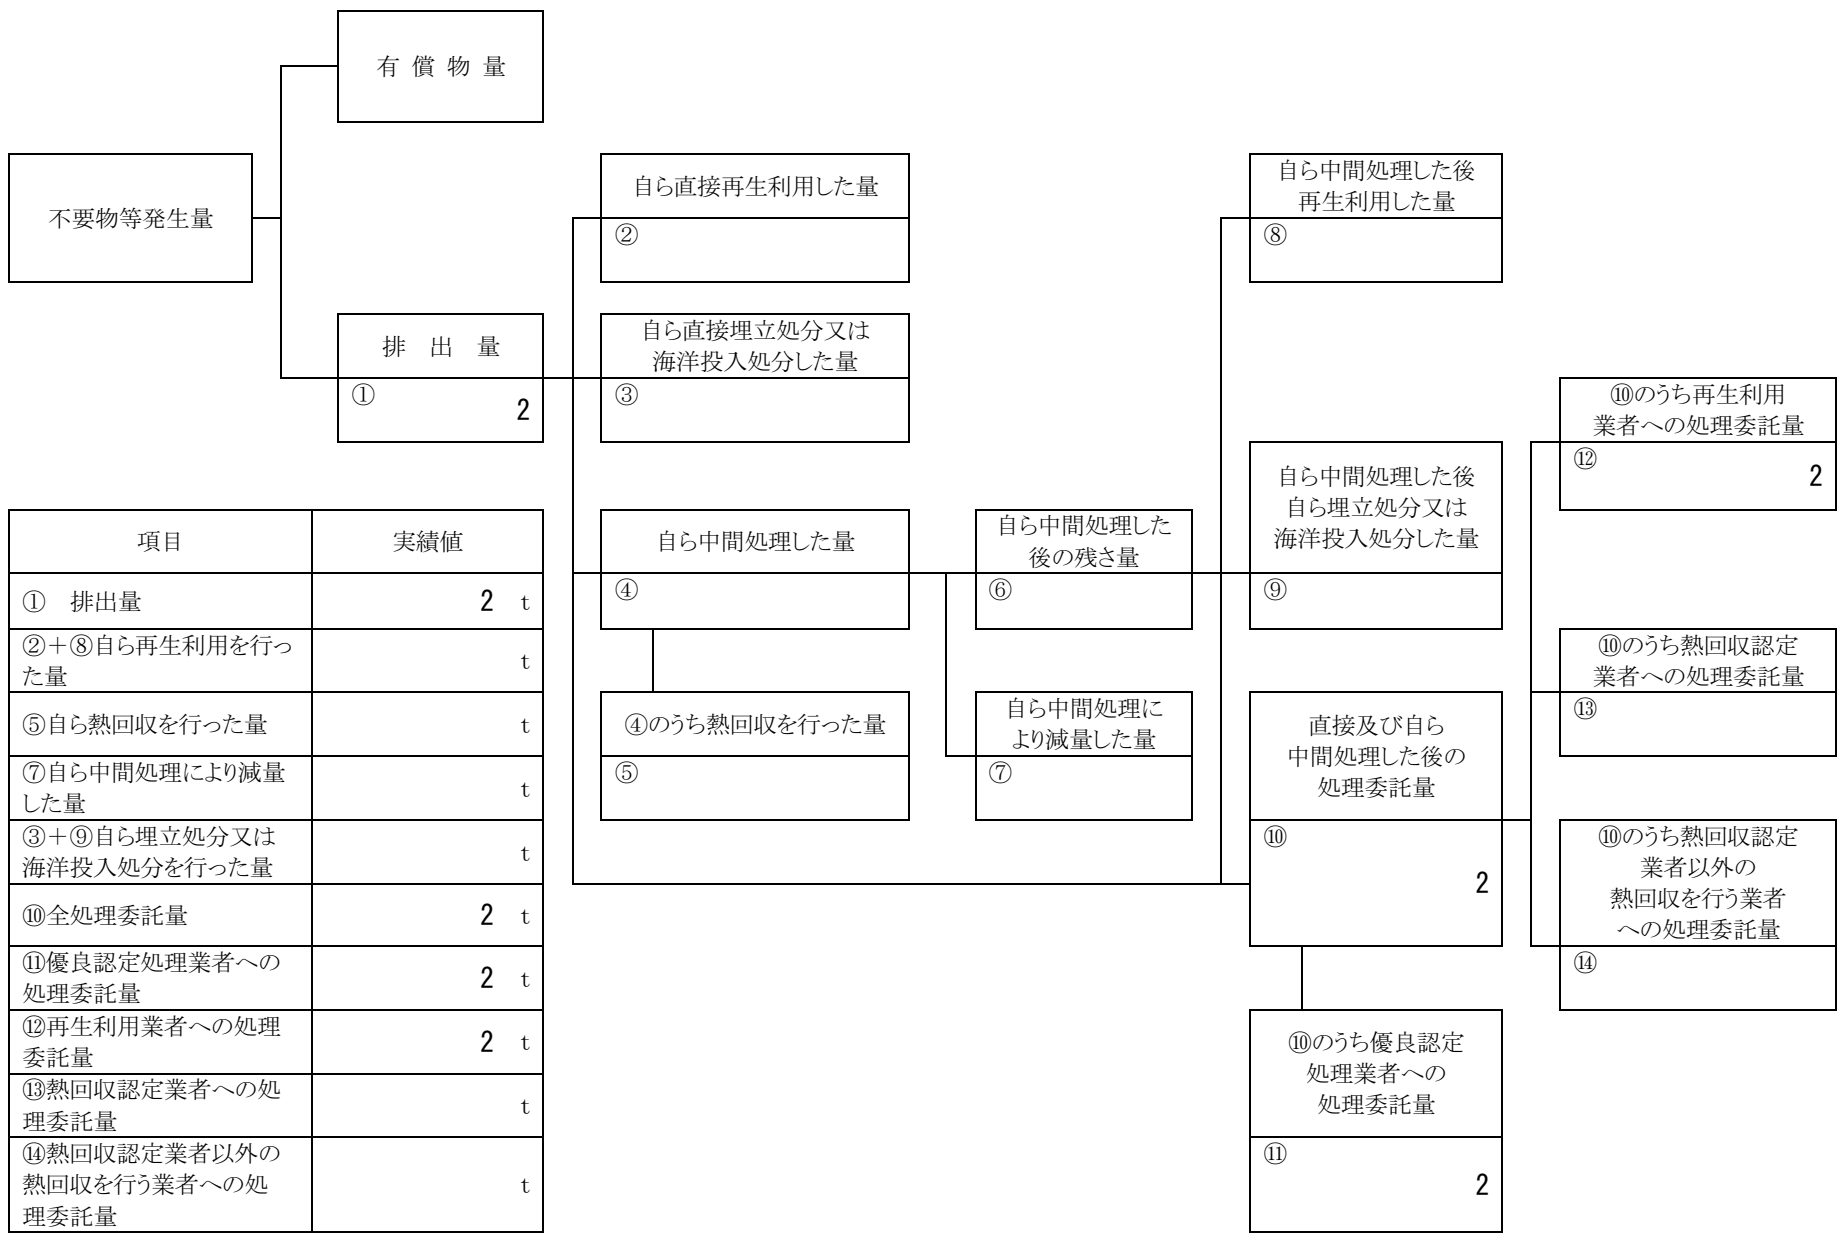 有 償 物 量
不要物等発生量
排 出 量
①
2
自ら直接再生利用した量
②
自ら直接埋立処分又は
海洋投入処分した量
③
自ら中間処理した量
④
④のうち熱回収を行った量
⑤
自ら中間処理した
後の残さ量
⑥
自ら中間処理に
より減量した量
⑦
自ら中間処理した後
再生利用した量
⑧
自ら中間処理した後
自ら埋立処分又は
海洋投入処分した量
⑨
直接及び自ら
中間処理した後の
処理委託量
⑩
2
⑩のうち優良認定
処理業者への
処理委託量
⑪
2
⑩のうち再生利用
業者への処理委託量
⑫
2
⑩のうち熱回収認定
業者への処理委託量
⑬
⑩のうち熱回収認定
業者以外の
熱回収を行う業者
への処理委託量
⑭
項目 実績値
① 排出量 2 t
②+⑧自ら再生利用を行っ
た量
t
⑤自ら熱回収を行った量 t
⑦自ら中間処理により減量
した量
t
③+⑨自ら埋立処分又は
海洋投入処分を行った量
t
⑩全処理委託量 2 t
⑪優良認定処理業者への
処理委託量
2 t
⑫再生利用業者への処理
委託量
2 t
⑬熱回収認定業者への処
理委託量
t
⑭熱回収認定業者以外の
熱回収を行う業者への処
理委託量
t